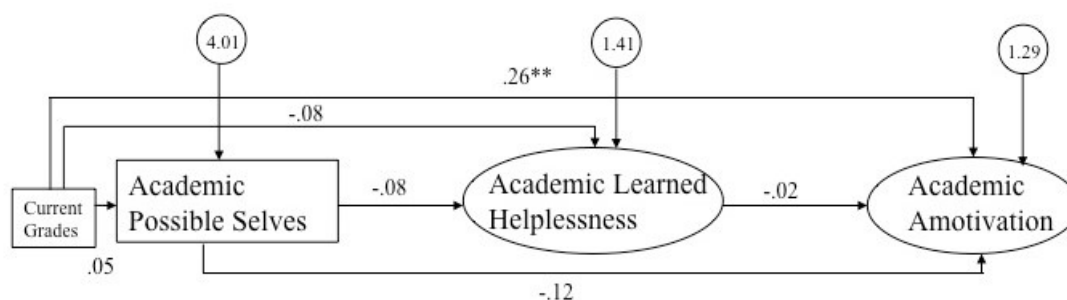 4.01
1.41
1.29
.26**
-.08
Academic
Possible Selves
-.08
Academic Learned
Helplessness
-.02
Academic
Amotivation
Current
Grades
.05
-.12